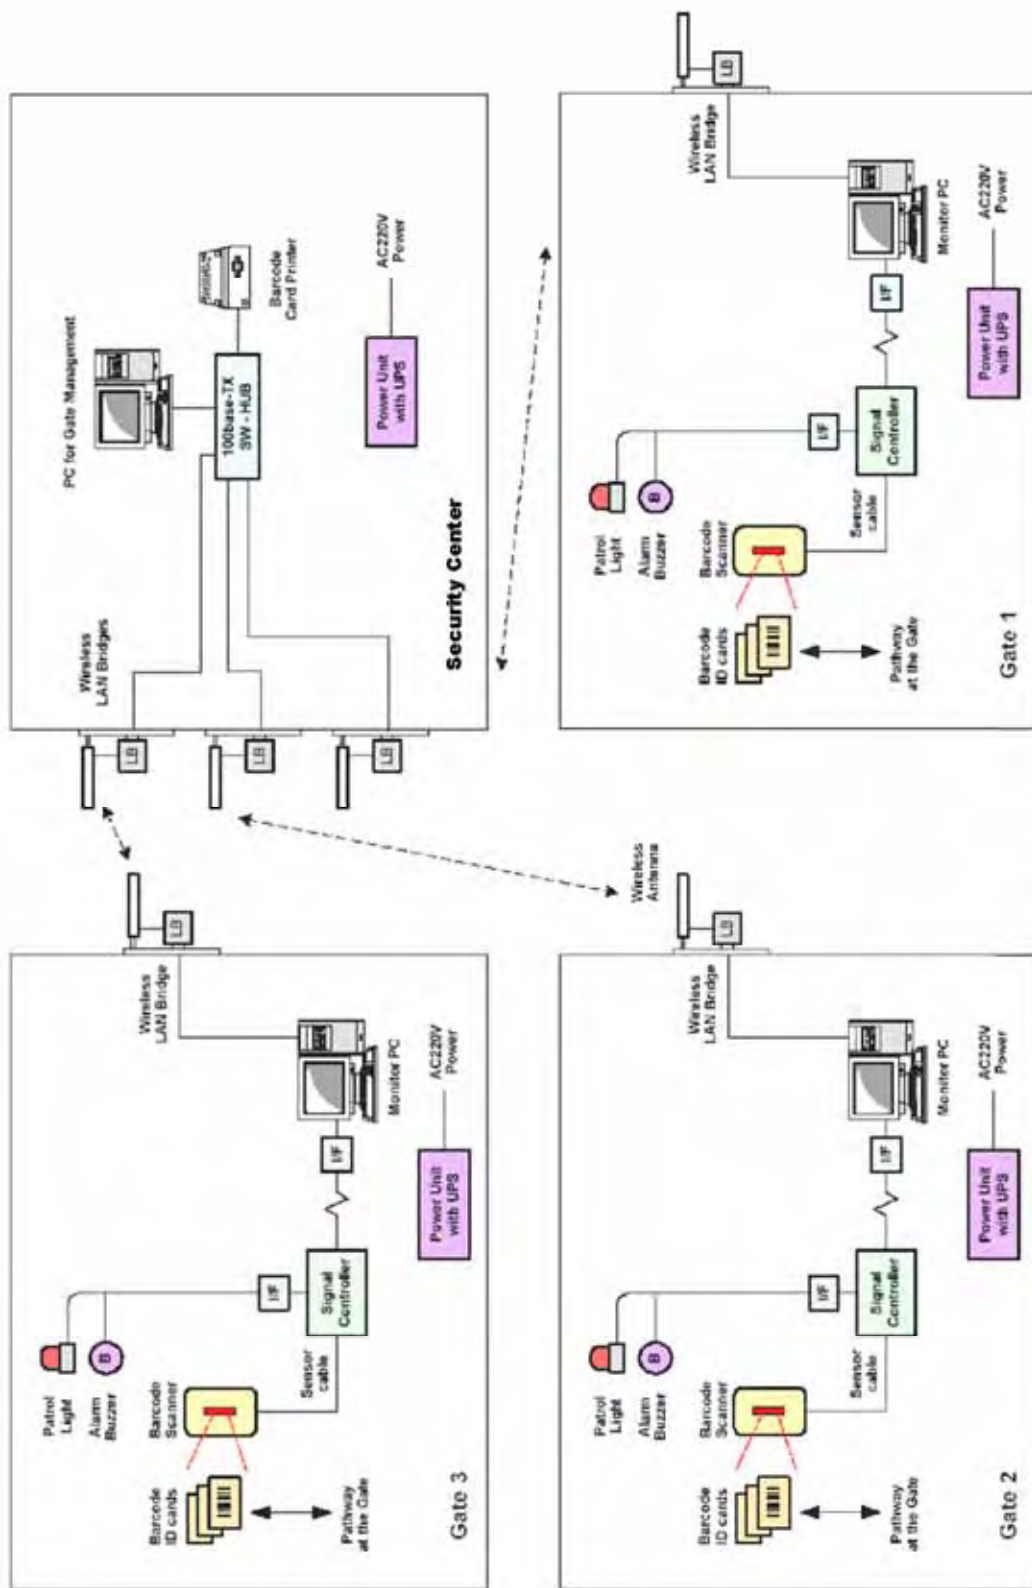 Gate 3
Barcode
ID cards
Pathway
at the Gate
Patrol
Light
Alarm
Buzzer
B
Barcode
Scanner
Sensor
cable
I/F
Signal
Controller
I/F
Power Unit
with UPS
AC220V
Power
Monitor PC
Wireless
LAN Bridge
LB
Wireless
LAN Bridges
LB
LB
LB
PC for Gate Management
100base-TX
SW - HUB
Barcode
Card Printer
Power Unit
with UPS
AC220V
Power
Security Center
Gate 2
Barcode
ID cards
Pathway
at the Gate
Patrol
Light
Alarm
Buzzer
B
Barcode
Scanner
Sensor
cable
I/F
Signal
Controller
I/F
Power Unit
with UPS
AC220V
Power
Monitor PC
Wireless
LAN Bridge
LB
Wireless
Antenna
Gate 1
Barcode
ID cards
Pathway
at the Gate
Patrol
Light
Alarm
Buzzer
B
Barcode
Scanner
Sensor
cable
I/F
Signal
Controller
I/F
Power Unit
with UPS
AC220V
Power
Monitor PC
Wireless
LAN Bridge
LB